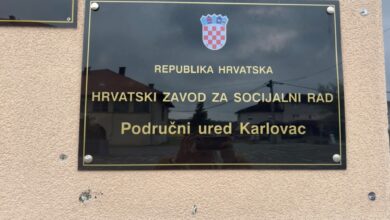 REPUBLIKA HRVATSKA
HRVATSKI ZAVOD ZA SOCIJALNI RAD
Područni ured Karlovac